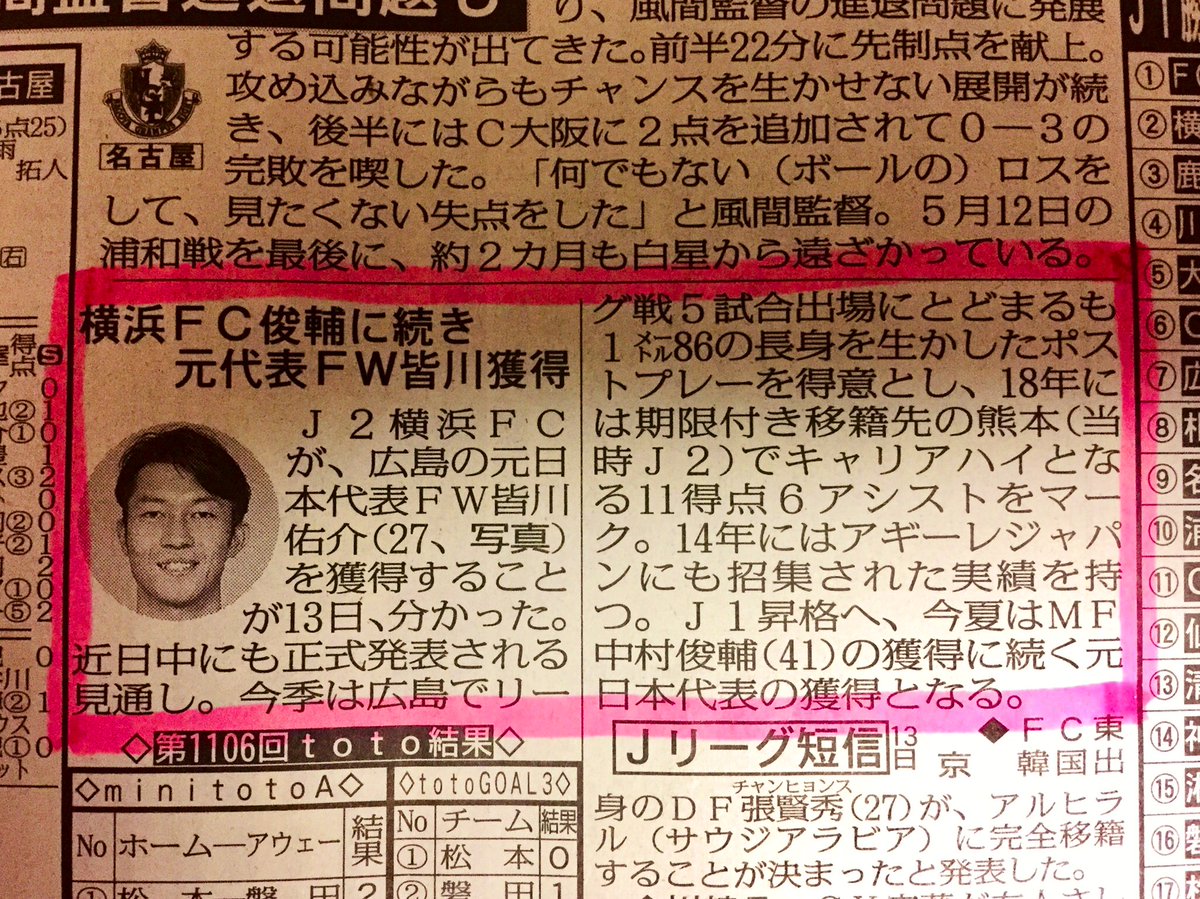 り、風間監督の進退問題に発展
する可能性が出てきた。前半22分に先制点を献上。
攻め込みながらもチャンスを生かせない展開が続
き、後半にはC大阪に2点を追加されて0―3の
完敗を喫した。「何でもない（ボールの）ロスを
して、見たくない失点をした」と風間監督。5月12日の
浦和戦を最後に、約2カ月も白星から遠ざかっている。
名古屋
横浜FC俊輔に続き
元代表FW皆川獲得
J2横浜FC
が、広島の元日
本代表FW皆川
佑介(27、写真)
を獲得すること
が13日、分かった。
近日中にも正式発表される
見通し。今季は広島でリー
グ戦5試合出場にとどまるも
1㍍86の長身を生かしたポス
トプレーを得意とし、18年に
は期限付き移籍先の熊本(当
時J2)でキャリアハイとな
る11得点6アシストをマー
ク。14年にはアギーレジャパ
ンにも招集された実績を持
つ。J1昇格へ、今夏はMF
中村俊輔(41)の獲得に続く元
日本代表の獲得となる。
◇第1106回toto結果◇
◇minitotoA◇
No ホーム―アウェー 結果
① 松本―磐田 2
◇totoGOAL3◇
No チーム 結果
① 松本 0
② 磐田 1
Jリーグ短信
13日
◆FC東
京 韓国出
チャンヒョンス
身のDF張賢秀(27)が、アルヒラ
ル（サウジアラビア）に完全移籍
することが決まったと発表した。